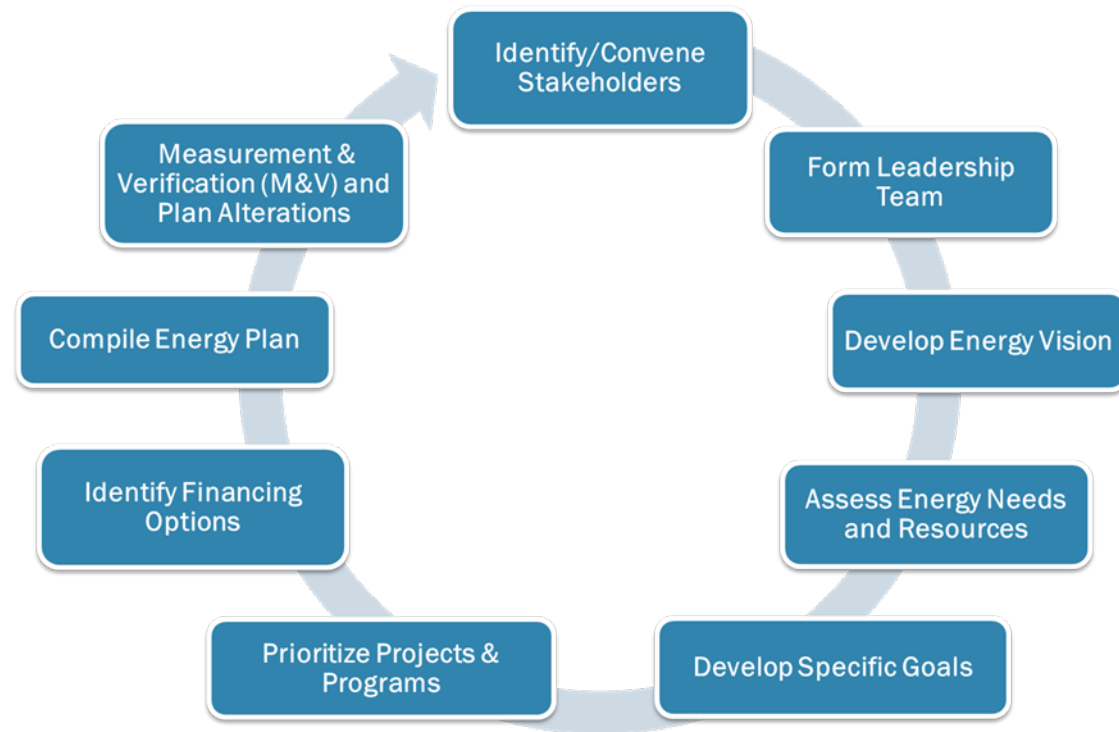 Identify/Convene
Stakeholders
Form Leadership
Team
Develop Energy Vision
Assess Energy Needs
and Resources
Develop Specific Goals
Prioritize Projects &
Programs
Identify Financing
Options
Compile Energy Plan
Measurement &
Verification (M&V) and
Plan Alterations